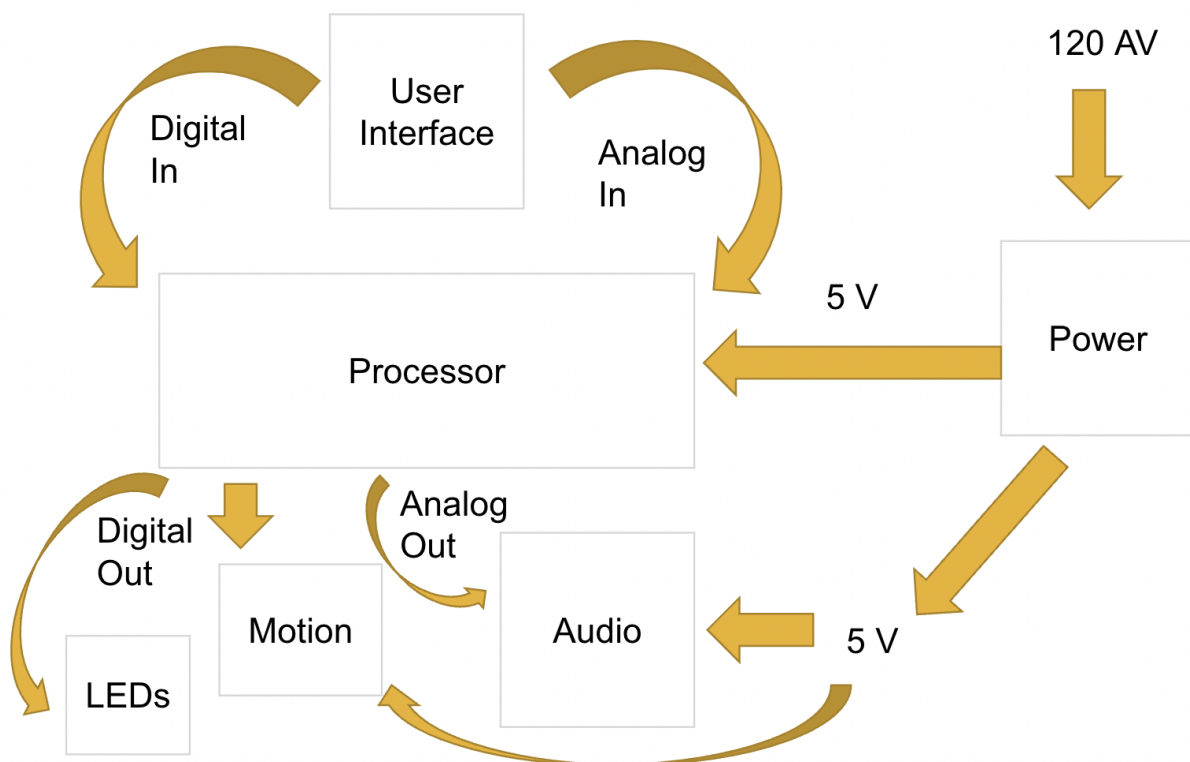 120 AV
User
Interface
Digital
In
Analog
In
5 V
Power
Processor
Digital
Out
Analog
Out
Motion
Audio
5 V
LEDs